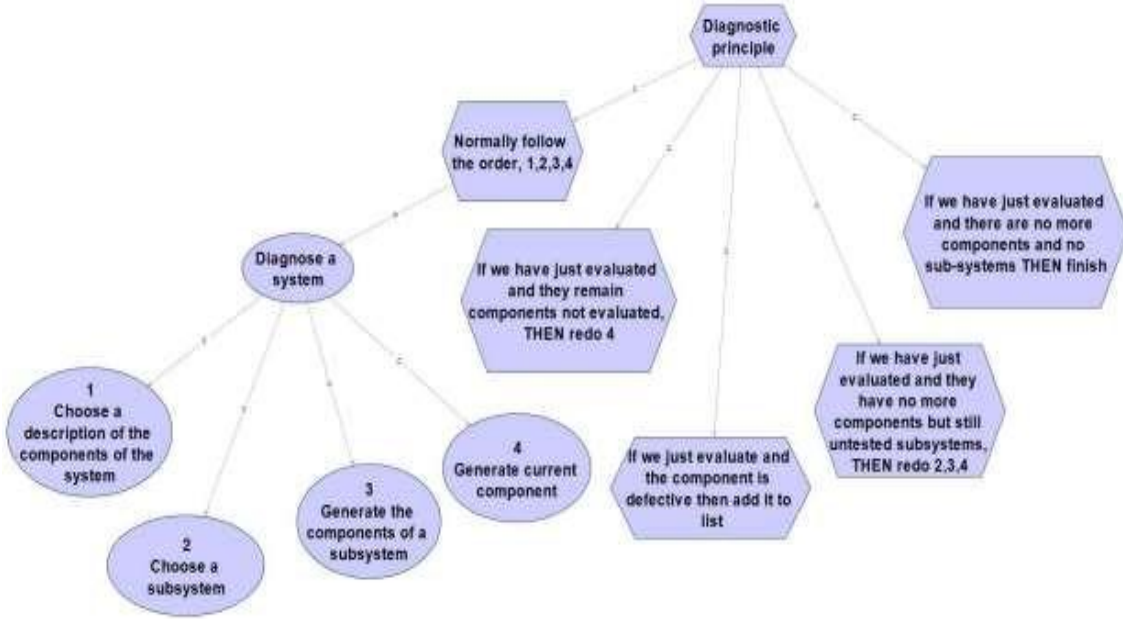 Diagnostic
principle
Normally follow
the order, 1,2,3,4
If we have just evaluated
and there are no more
components and no
sub-systems THEN finish
Diagnose a
system
If we have just evaluated
and they remain
components not evaluated,
THEN redo 4
If we have just
evaluated and they
have no more
components but still
untested subsystems,
THEN redo 2,3,4
1
Choose a
description of the
components of the
system
4
Generate current
component
If we just evaluate and
the component is
defective then add it to
list
3
Generate the
components of a
subsystem
2
Choose a
subsystem